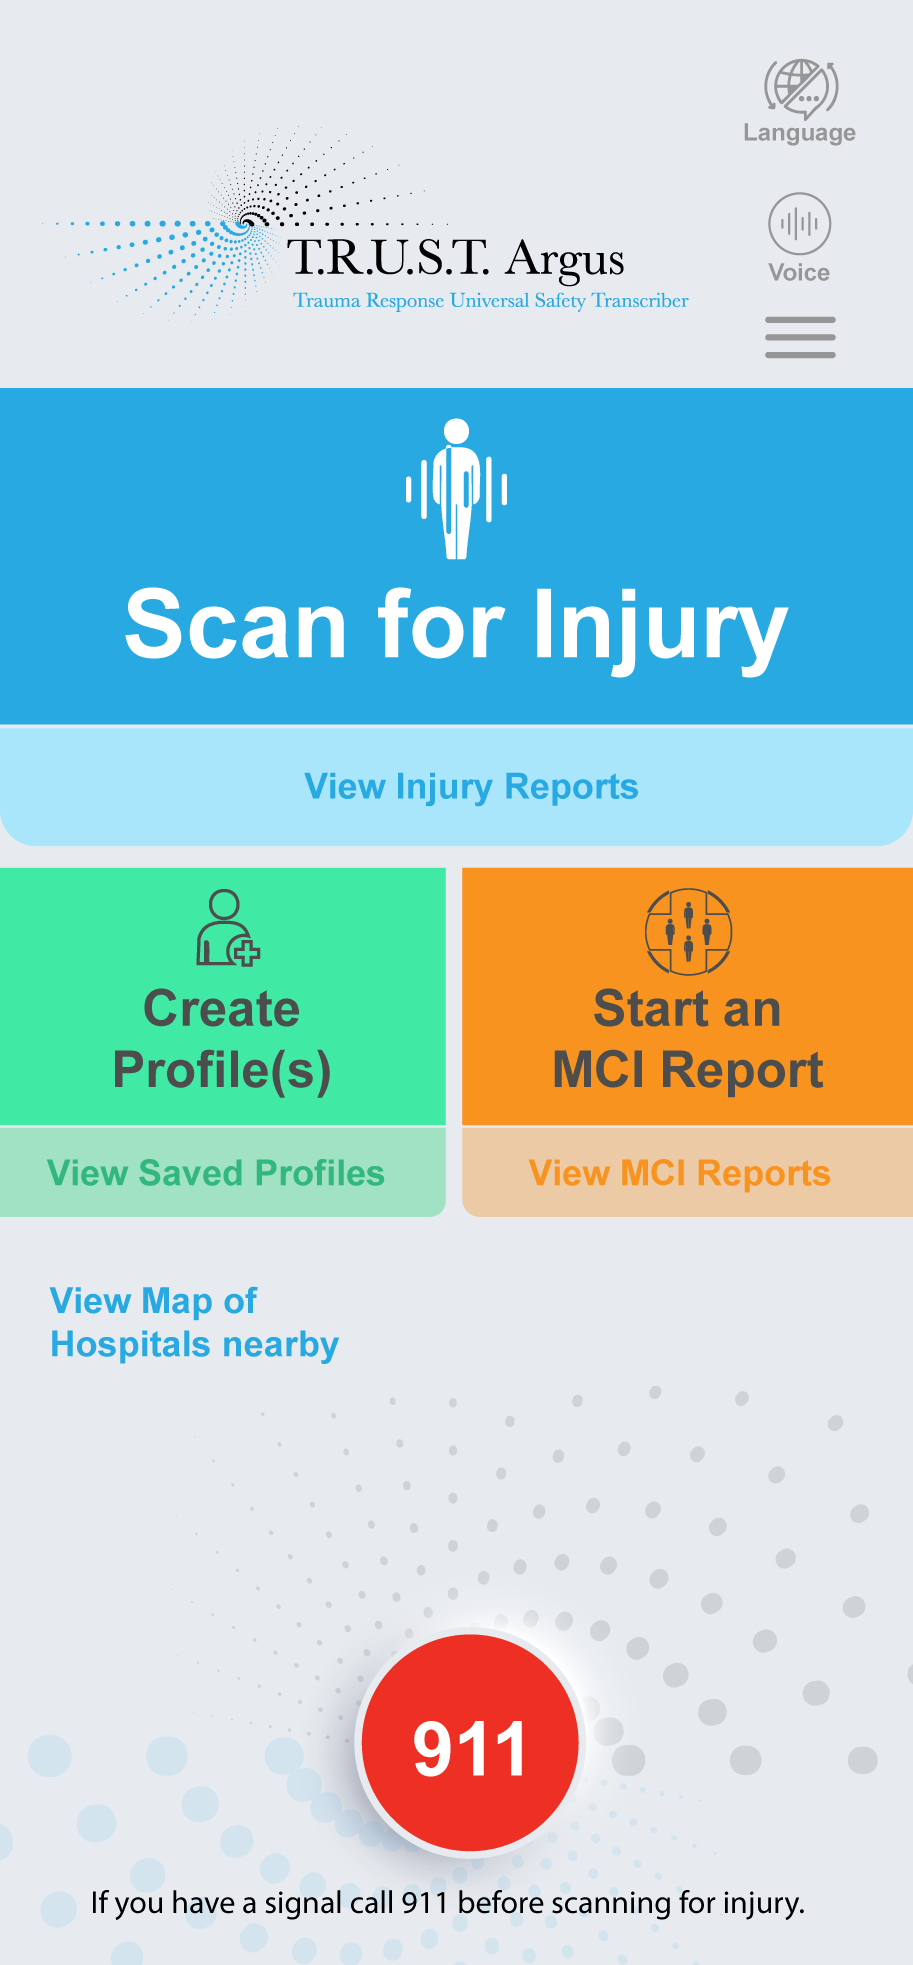 Language
T.R.U.S.T. Argus
Trauma Response Universal Safety Transcriber
Voice
Scan for Injury
View Injury Reports
Create
Profile(s)
View Saved Profiles
Start an
MCI Report
View MCI Reports
View Map of
Hospitals nearby
911
If you have a signal call 911 before scanning for injury.